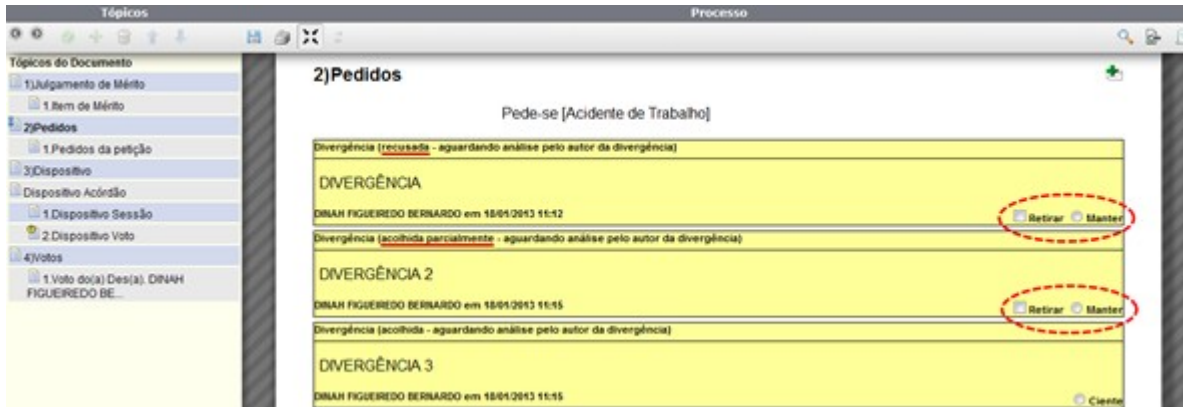 Tópicos
Processo
Tópicos do Documento
1)Julgamento de Mérito
1.Item de Mérito
2)Pedidos
1.Pedidos da petição
3)Dispositivo
Dispositivo Acórdão
1.Dispositivo Sessão
2.Dispositivo Voto
4)Votos
1.Voto do(a) Des(a). DINAH
FIGUEIREDO BE...
2)Pedidos
Pede-se [Acidente de Trabalho]
Divergência (recusada - aguardando análise pelo autor da divergência)
DIVERGÊNCIA
DINAH FIGUEIREDO BERNARDO em 18/01/2013 11:12
Retirar Manter
Divergência (acolhida parcialmente - aguardando análise pelo autor da divergência)
DIVERGÊNCIA 2
DINAH FIGUEIREDO BERNARDO em 18/01/2013 11:15
Retirar Manter
Divergência (acolhida - aguardando análise pelo autor da divergência)
DIVERGÊNCIA 3
DINAH FIGUEIREDO BERNARDO em 18/01/2013 11:15
Ciente